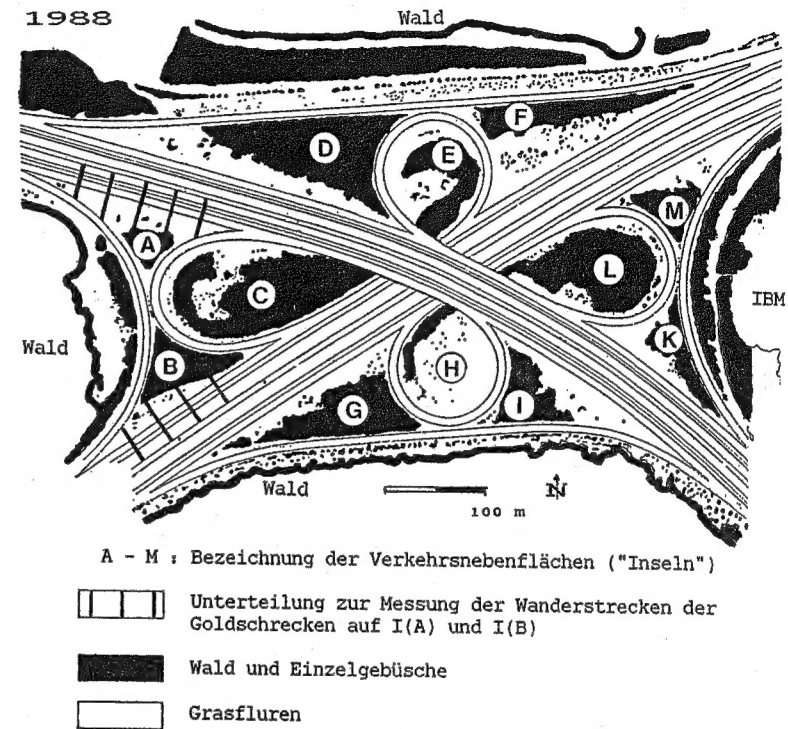 1988
Wald
F
D
E
M
A
L
C
IBM
Wald
K
B
H
G
I
Wald
N
100 m
A - M : Bezeichnung der Verkehrsnebenflächen ("Inseln")
Unterteilung zur Messung der Wanderstrecken der
Goldschrecken auf I(A) und I(B)
Wald und Einzelgebüsche
Grasfluren